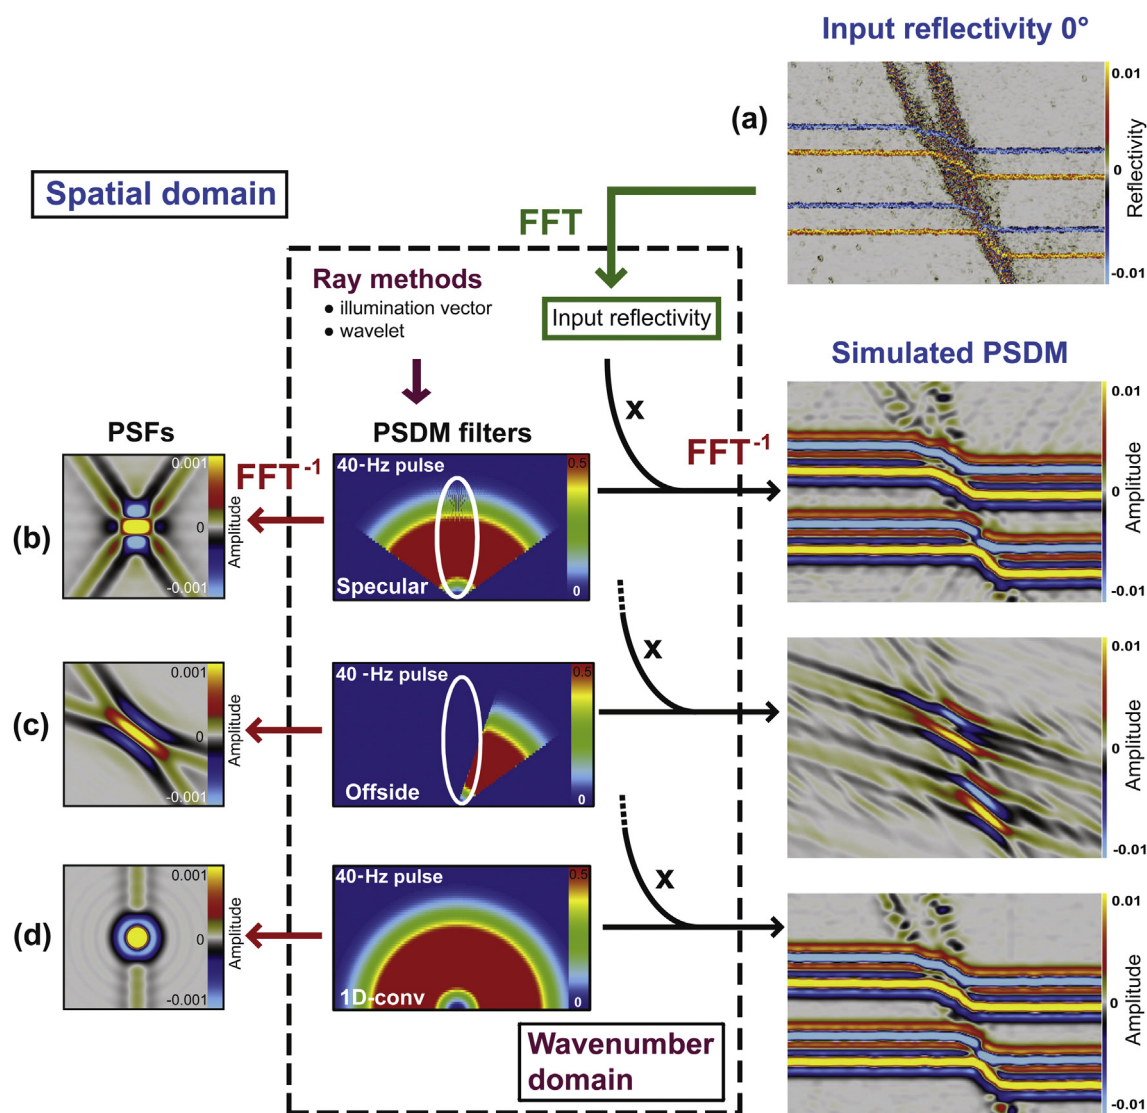 Input reflectivity 0°
(a)
0.01
0
-0.01
Reflectivity
Spatial domain
FFT
Ray methods
● illumination vector
● wavelet
Input reflectivity
Simulated PSDM
PSFs
PSDM filters
X
FFT-1
FFT-1
(b)
0.001
0
-0.001
Amplitude
40-Hz pulse
Specular
0.5
0
0.01
0
-0.01
Amplitude
(c)
0.001
0
-0.001
Amplitude
40 -Hz pulse
Offside
0.5
0
X
0.01
0
-0.01
Amplitude
(d)
0.001
0
-0.001
Amplitude
40-Hz pulse
1D-conv
0.5
0
X
0.01
0
-0.01
Amplitude
Wavenumber
domain